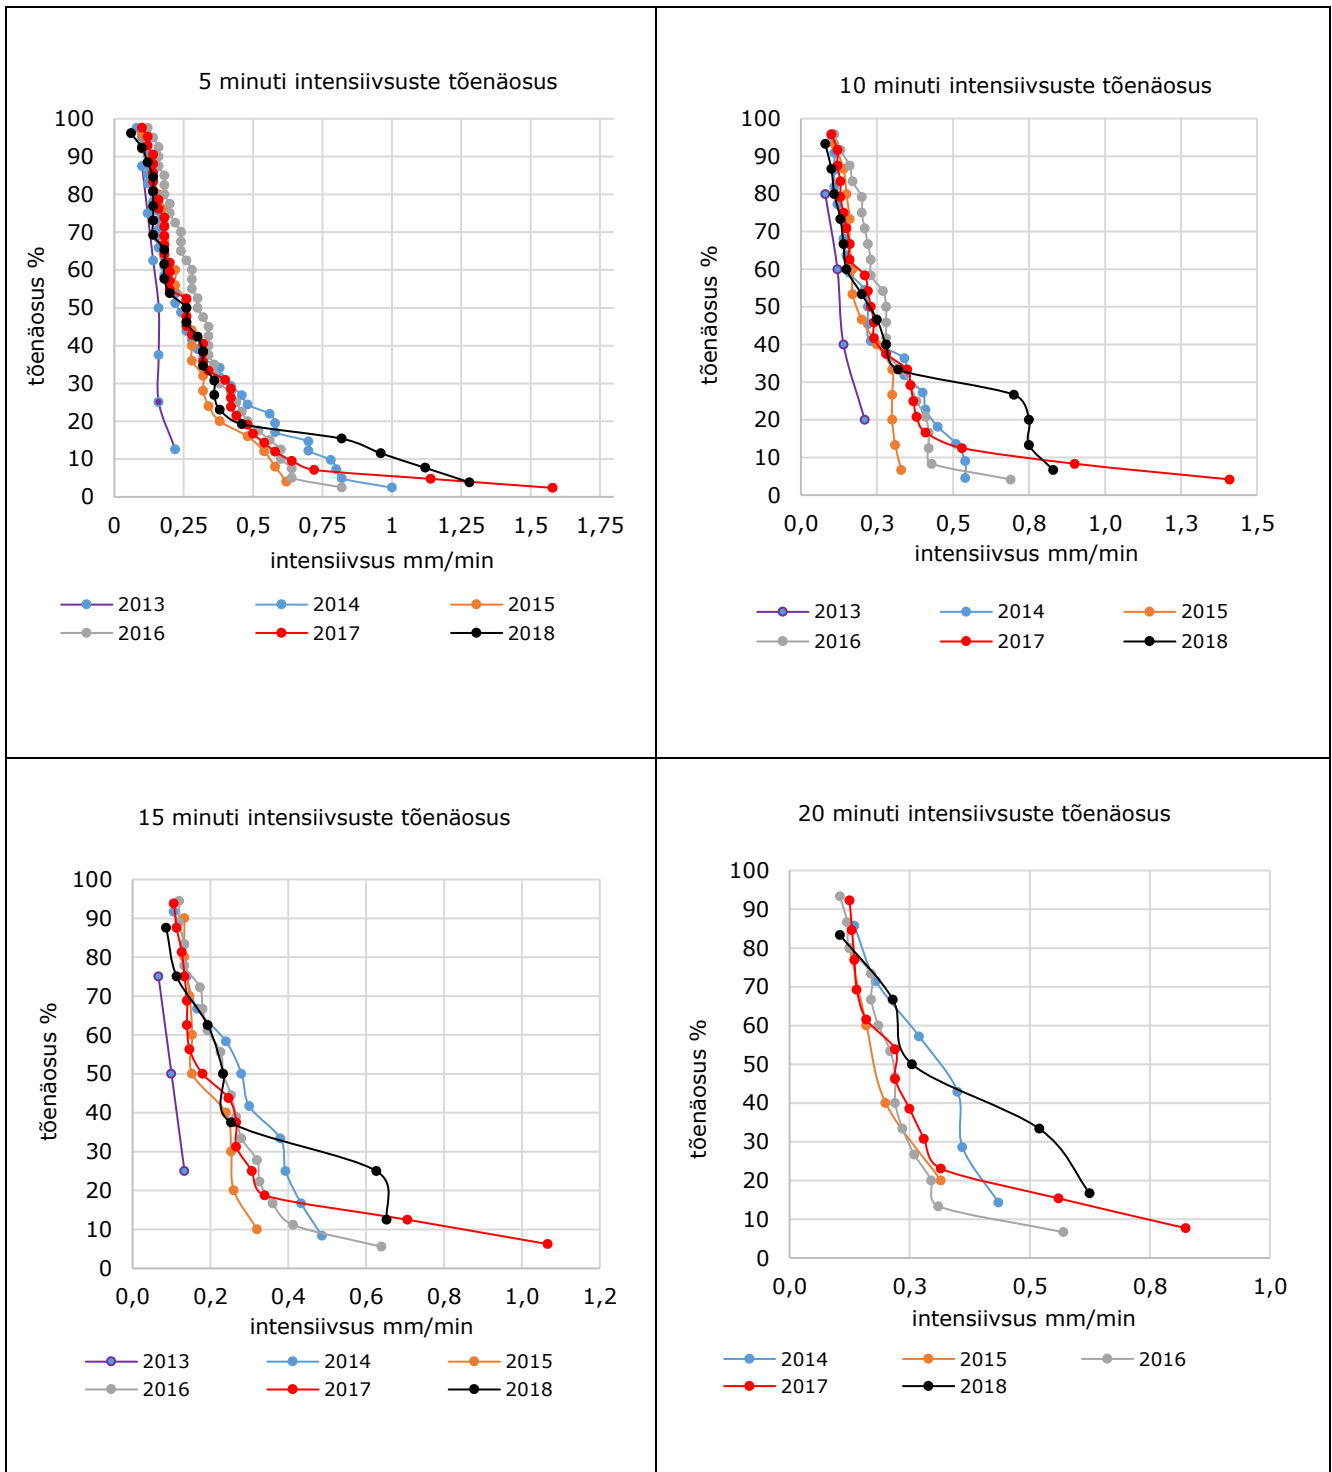 5 minuti intensiivsuste tõenäosus
100
90
80
70
60
50
40
30
20
10
0
tõenäosus %
0 0,25 0,5 0,75 1 1,25 1,5 1,75
intensiivsus mm/min
2013 2014 2015
2016 2017 2018
10 minuti intensiivsuste tõenäosus
100
90
80
70
60
50
40
30
20
10
0
tõenäosus %
0,0 0,3 0,5 0,8 1,0 1,3 1,5
intensiivsus mm/min
2013 2014 2015
2016 2017 2018
15 minuti intensiivsuste tõenäosus
100
90
80
70
60
50
40
30
20
10
0
tõenäosus %
0,0 0,2 0,4 0,6 0,8 1,0 1,2
intensiivsus mm/min
2013 2014 2015
2016 2017 2018
20 minuti intensiivsuste tõenäosus
100
90
80
70
60
50
40
30
20
10
0
tõenäosus %
0,0 0,3 0,5 0,8 1,0
intensiivsus mm/min
2014 2015 2016
2017 2018